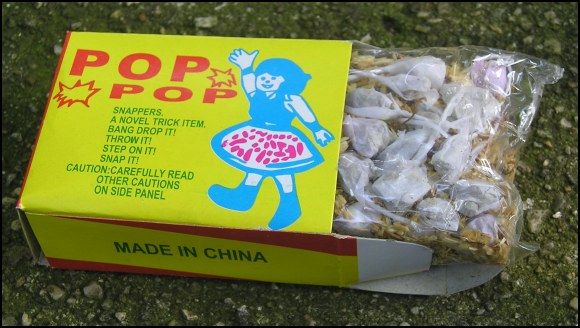 POP
POP
SNAPPERS.
A NOVEL TRICK ITEM.
BANG DROP IT!
THROW IT!
STEP ON IT!
SNAP IT!
CAUTION:CAREFULLY READ
OTHER CAUTIONS
ON SIDE PANEL
MADE IN CHINA